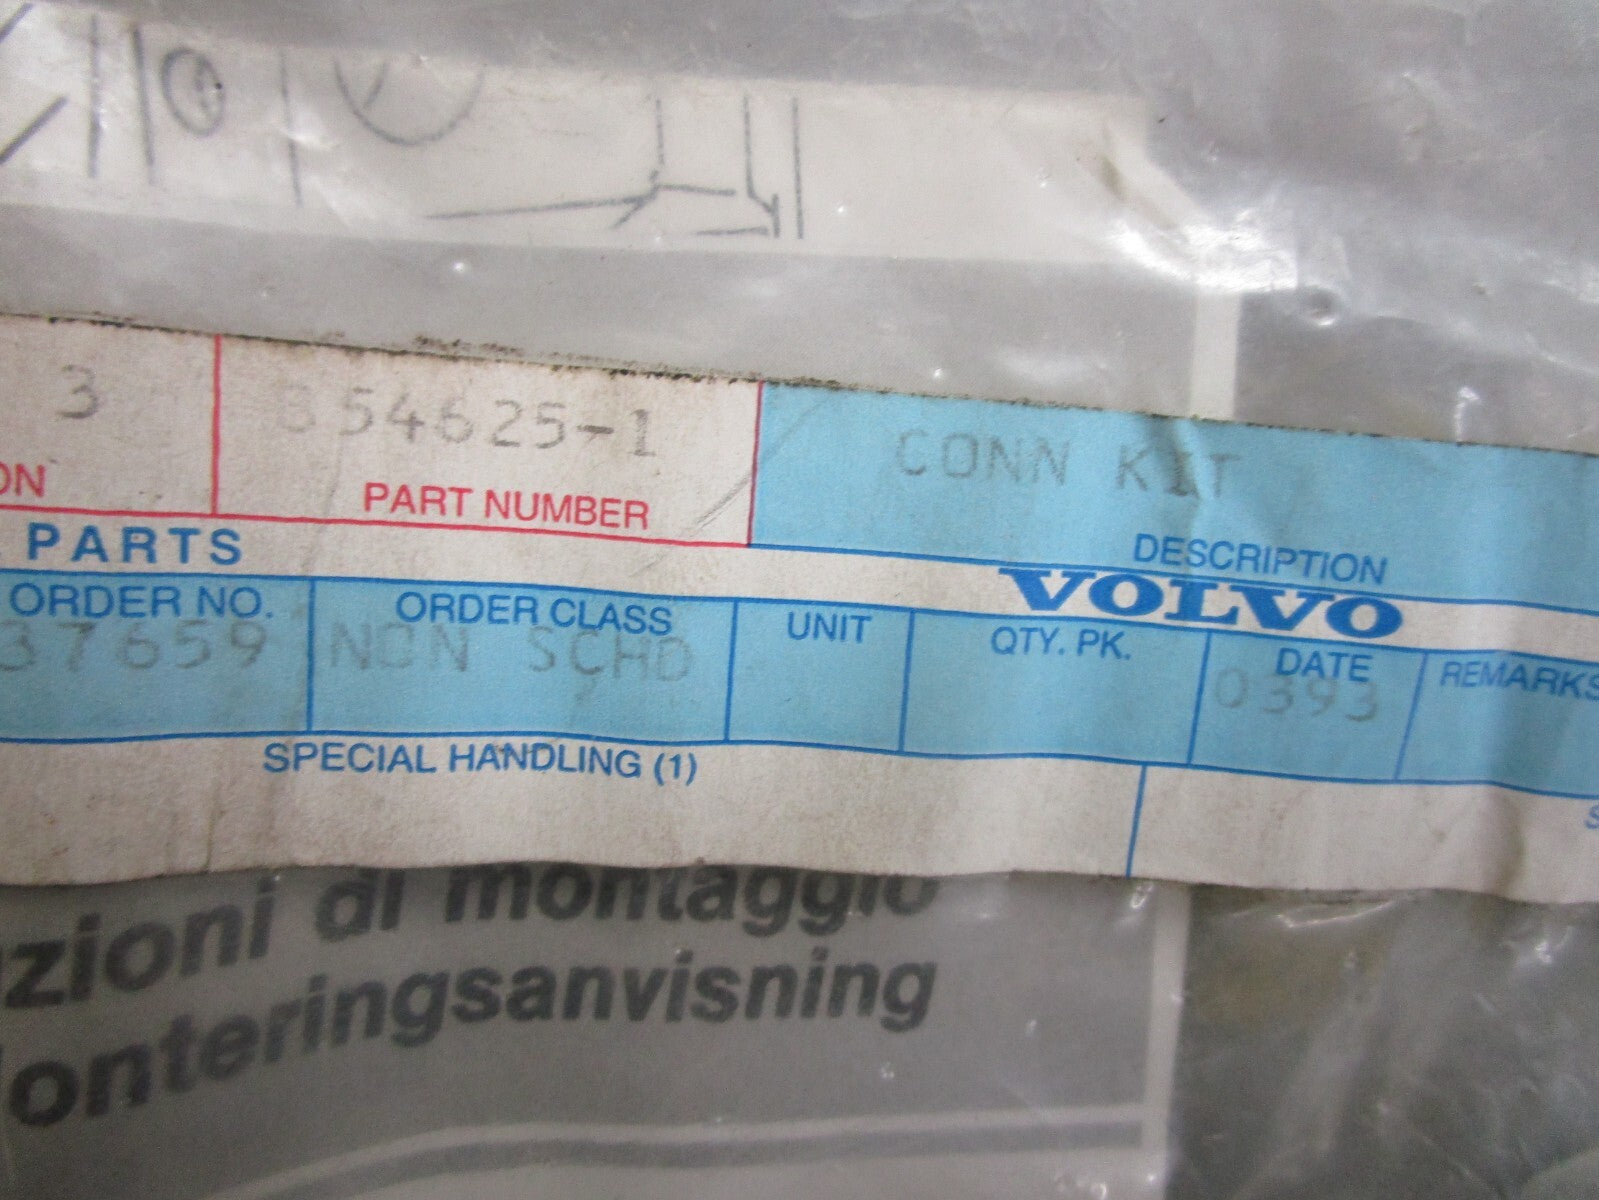 3 854625-1 CONN KIT
PART NUMBER DESCRIPTION
PARTS VOLVO
ORDER NO. ORDER CLASS UNIT QTY. PK. DATE REMARKS
37659 NON SCHD 0393
SPECIAL HANDLING (1)
zioni di montaggio
onteringsanvisning